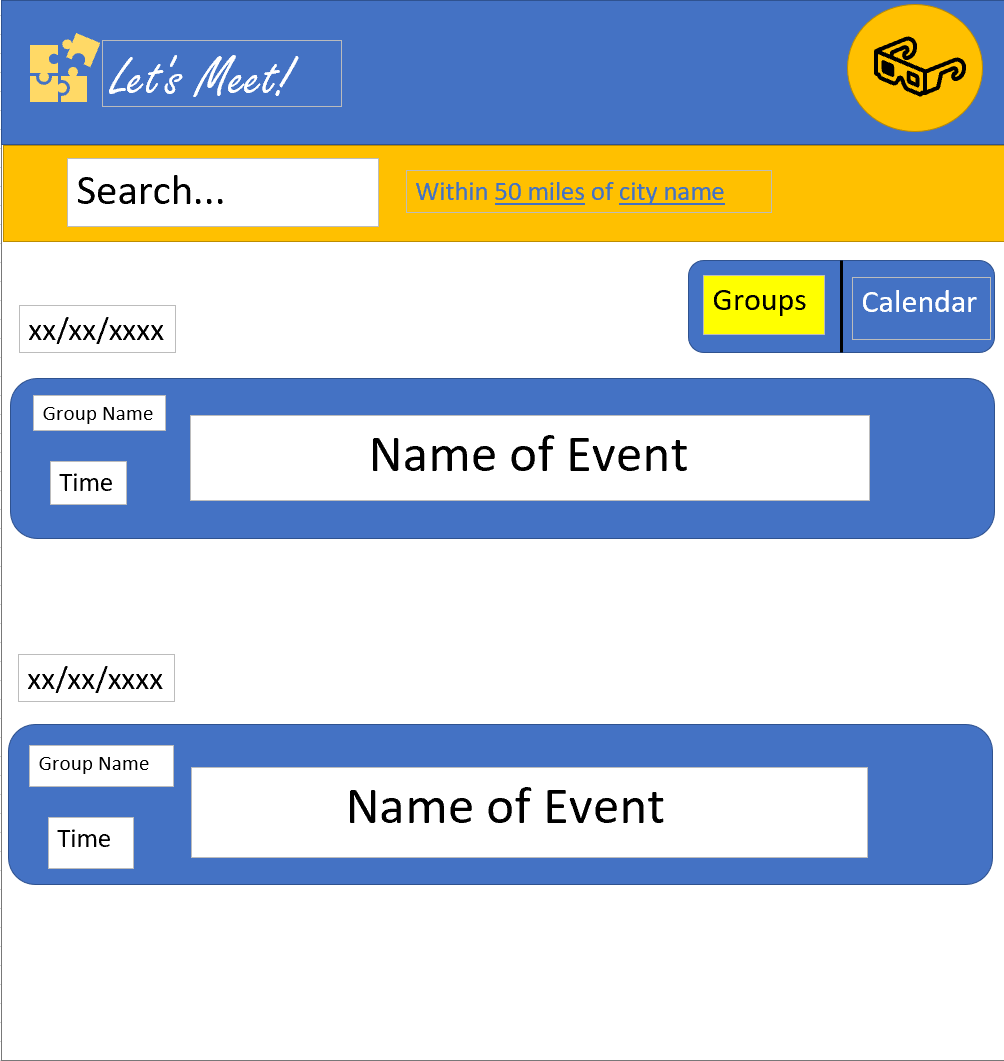 Let's Meet!
Search...
Within 50 miles of city name
Groups
Calendar
xx/xx/xxxx
Group Name
Name of Event
Time
xx/xx/xxxx
Group Name
Name of Event
Time